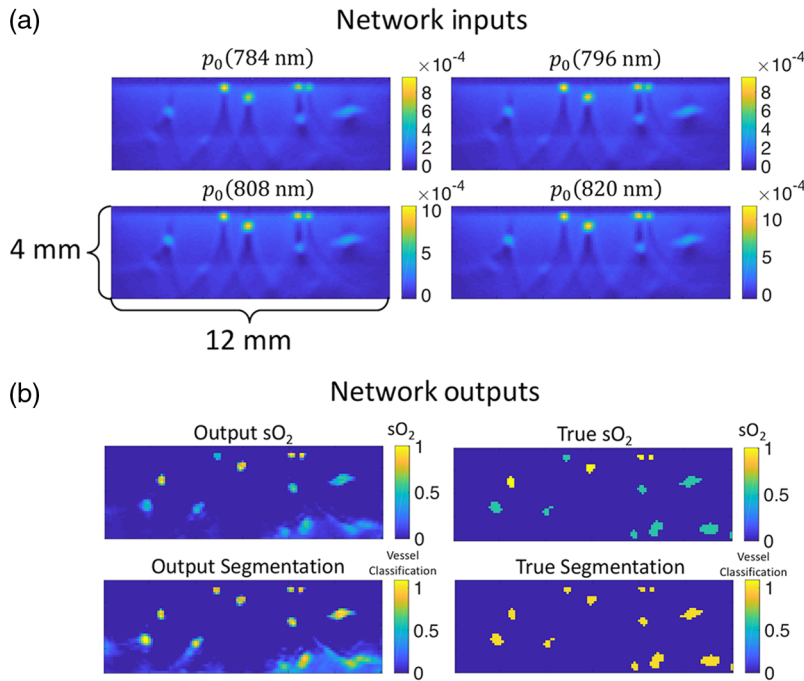 (a)
Network inputs
p₀(784 nm)
×10⁻⁴
8
6
4
2
0
p₀(796 nm)
×10⁻⁴
8
6
4
2
0
p₀(808 nm)
×10⁻⁴
10
5
0
p₀(820 nm)
×10⁻⁴
10
5
0
4 mm
12 mm
(b)
Network outputs
Output sO₂
sO₂
1
0.5
0
True sO₂
sO₂
1
0.5
0
Output Segmentation
Vessel
Classification
1
0.5
0
True Segmentation
Vessel
Classification
1
0.5
0